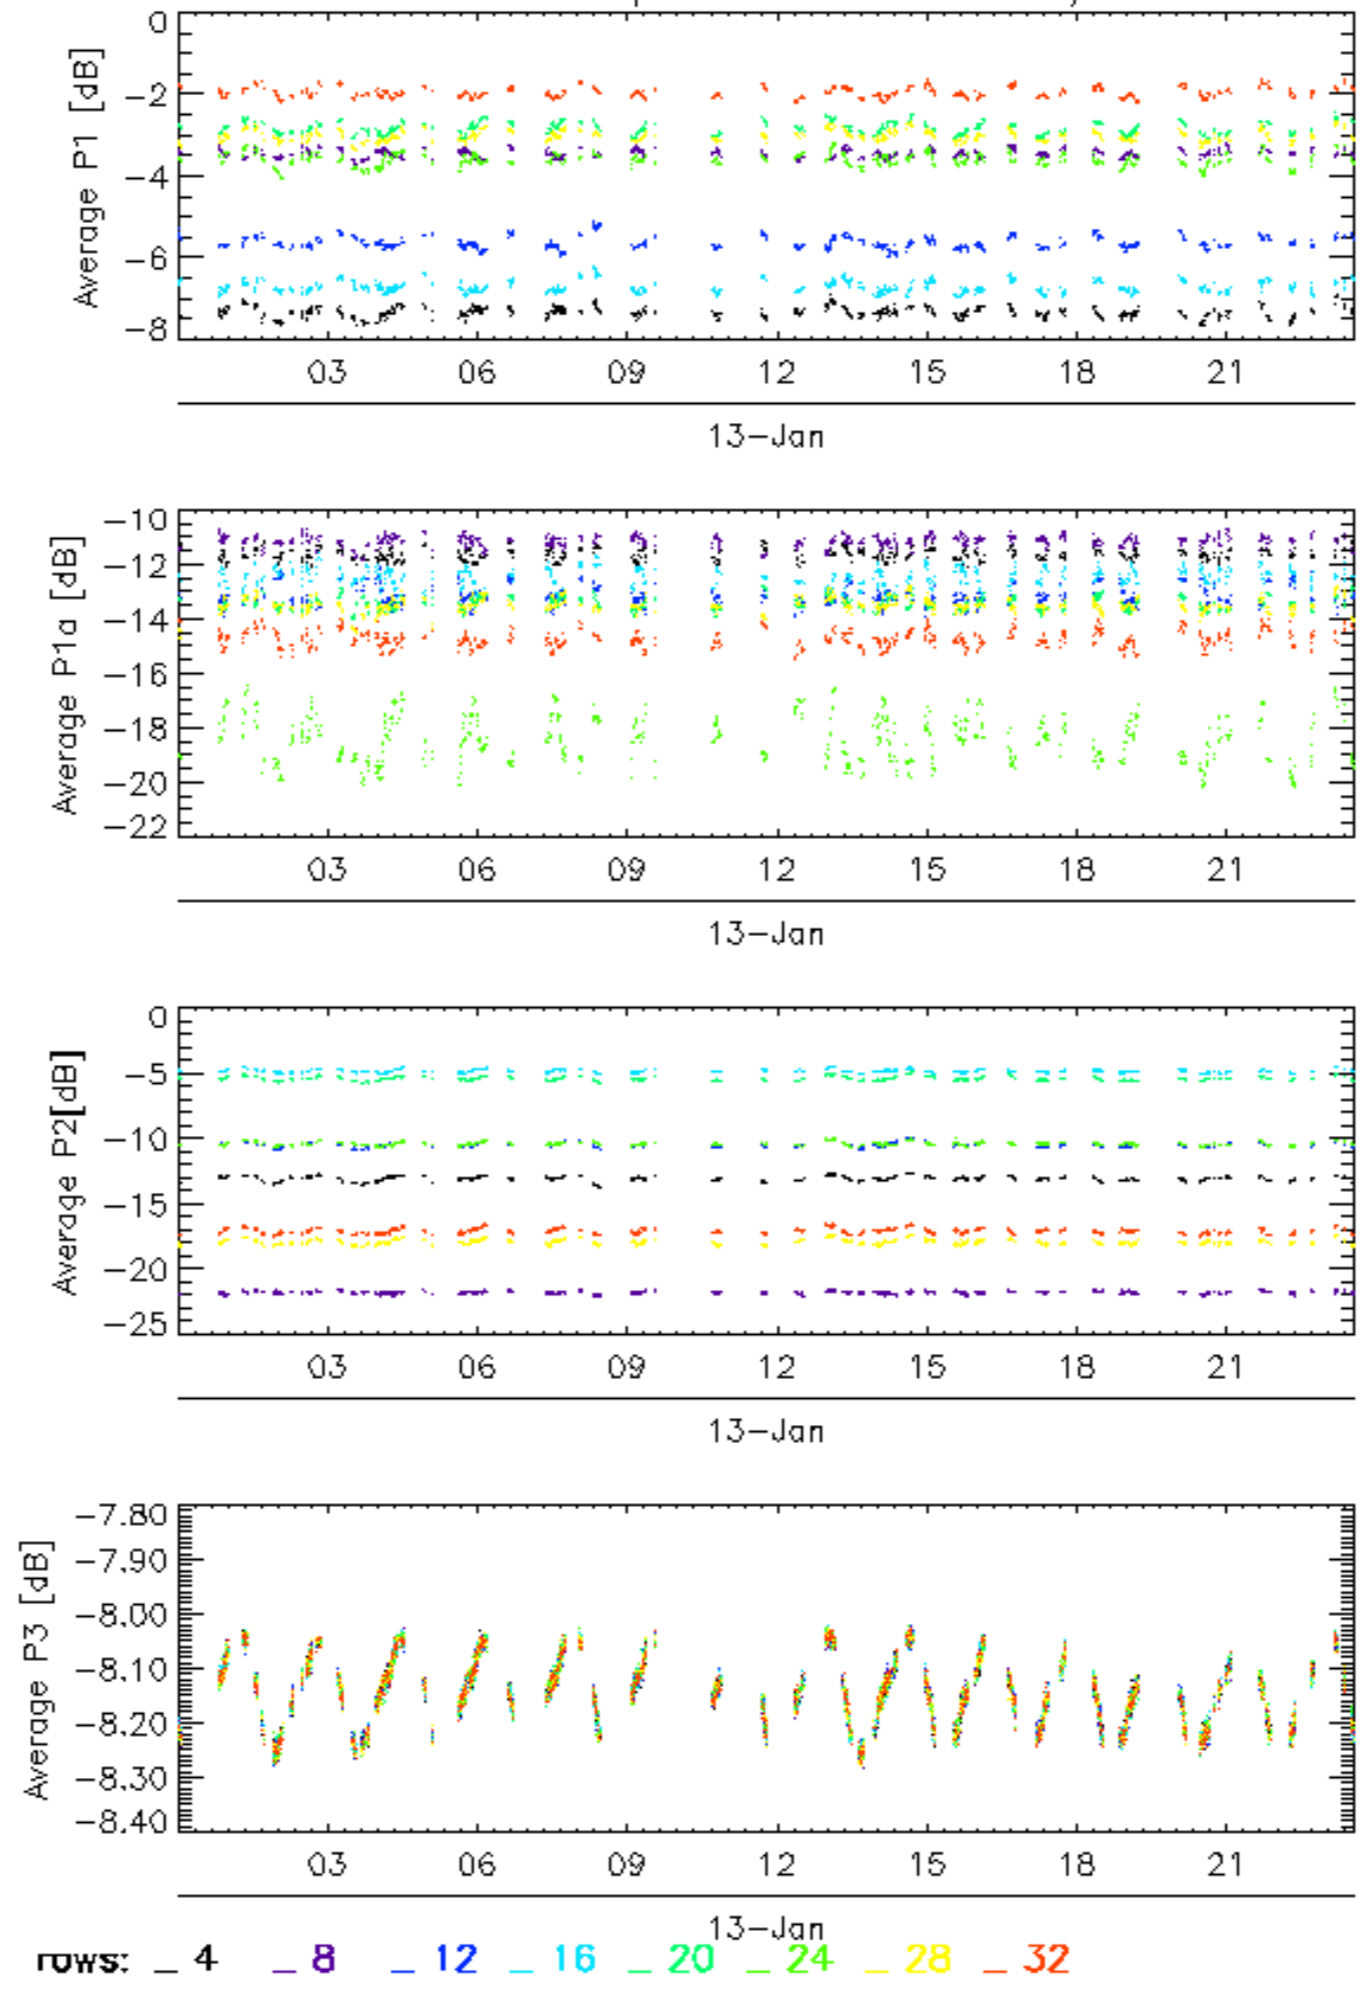 0
-2
-4
-6
-8
Average P1 [dB]
03 06 09 12 15 18 21
13-Jan
-10
-12
-14
-16
-18
-20
-22
Average P1a [dB]
03 06 09 12 15 18 21
13-Jan
0
-5
-10
-15
-20
-25
Average P2[dB]
03 06 09 12 15 18 21
13-Jan
-7.80
-7.90
-8.00
-8.10
-8.20
-8.30
-8.40
Average P3 [dB]
03 06 09 12 15 18 21
13-Jan
rows: _ 4 _ 8 _ 12 _ 16 _ 20 _ 24 _ 28 _ 32